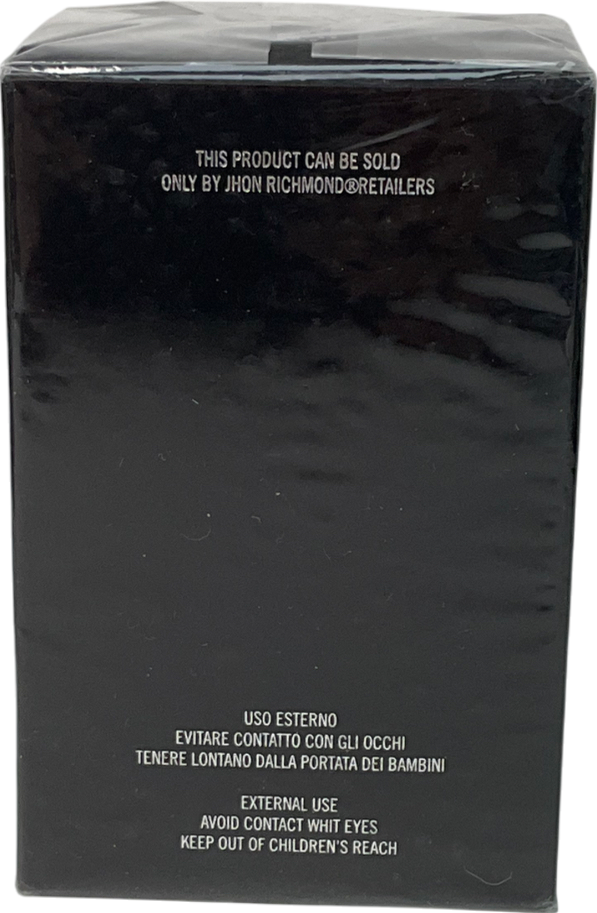 THIS PRODUCT CAN BE SOLD
ONLY BY JHON RICHMOND®RETAILERS
USO ESTERNO
EVITARE CONTATTO CON GLI OCCHI
TENERE LONTANO DALLA PORTATA DEI BAMBINI
EXTERNAL USE
AVOID CONTACT WHIT EYES
KEEP OUT OF CHILDREN'S REACH